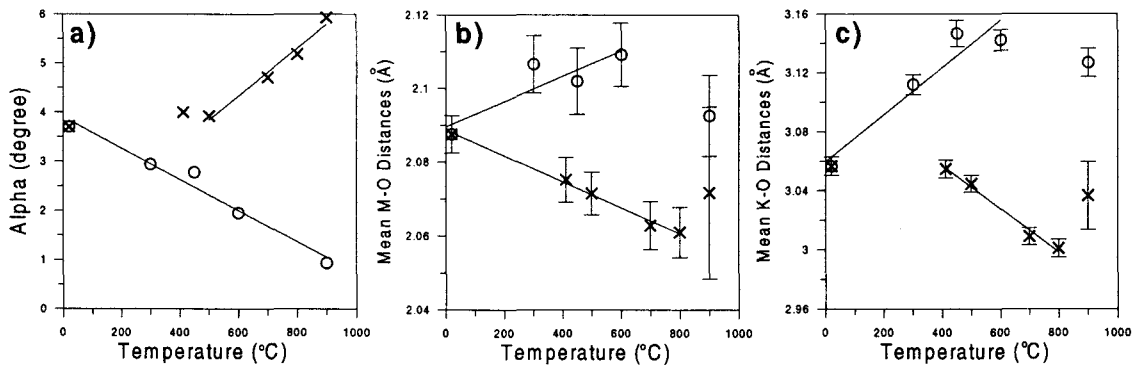 a)
Alpha (degree)
6
5
4
3
2
1
0
0 200 400 600 800 1000
Temperature (°C)
b)
Mean M-O Distances (Å)
2.12
2.1
2.08
2.06
2.04
0 200 400 600 800 1000
Temperature (°C)
c)
Mean K-O Distances (Å)
3.16
3.12
3.08
3.04
3
2.96
0 200 400 600 800 1000
Temperature (°C)